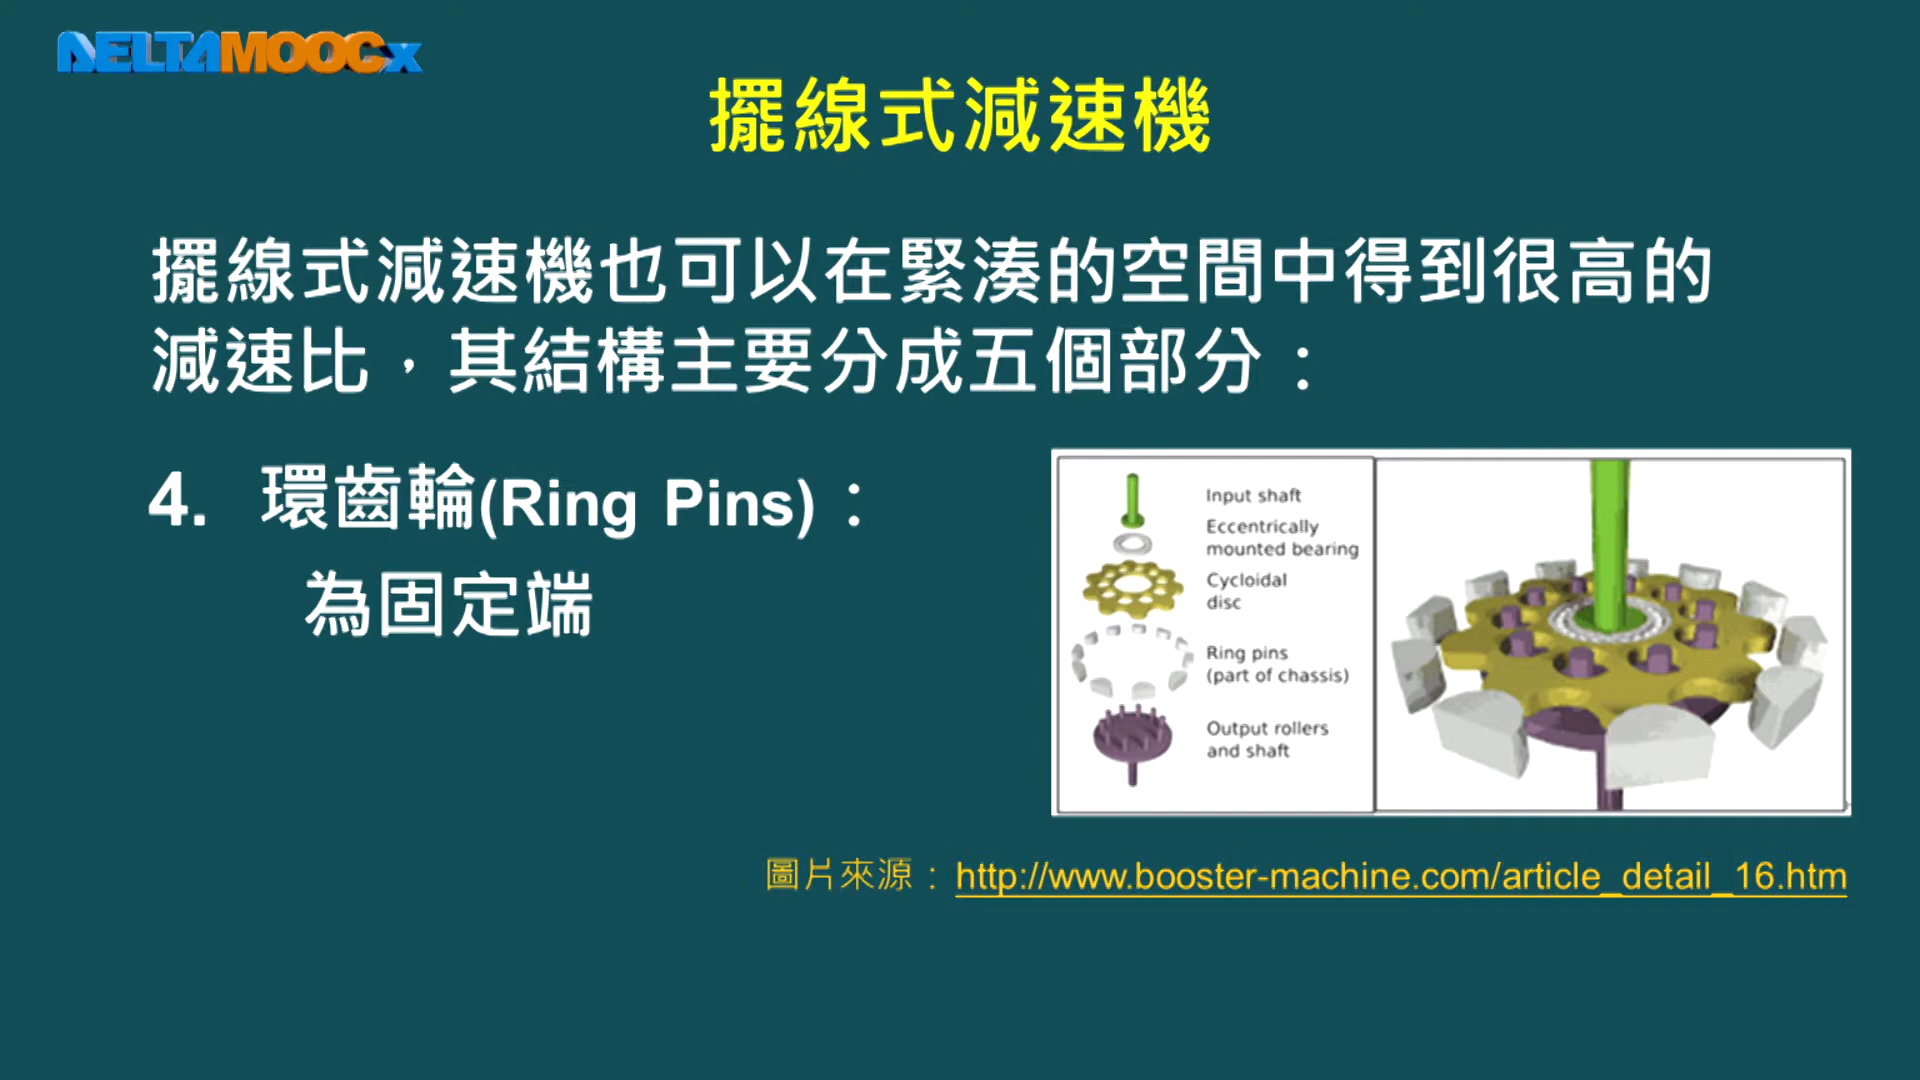 DELTAMOOCx
擺線式減速機
擺線式減速機也可以在緊湊的空間中得到很高的
減速比，其結構主要分成五個部分：
4. 環齒輪(Ring Pins)：
為固定端
Input shaft
Eccentrically
mounted bearing
Cycloidal
disc
Ring pins
(part of chassis)
Output rollers
and shaft
圖片來源：http://www.booster-machine.com/article_detail_16.htm